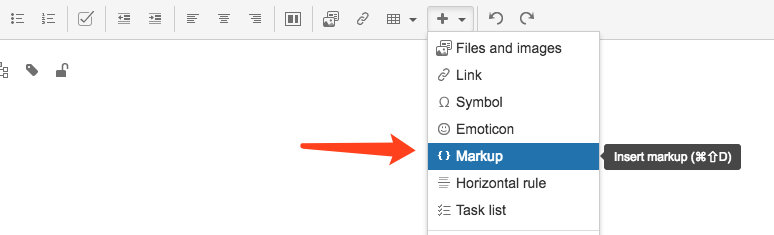 Files and images
Link
Symbol
Emoticon
Markup
Insert markup (⌘⇧D)
Horizontal rule
Task list